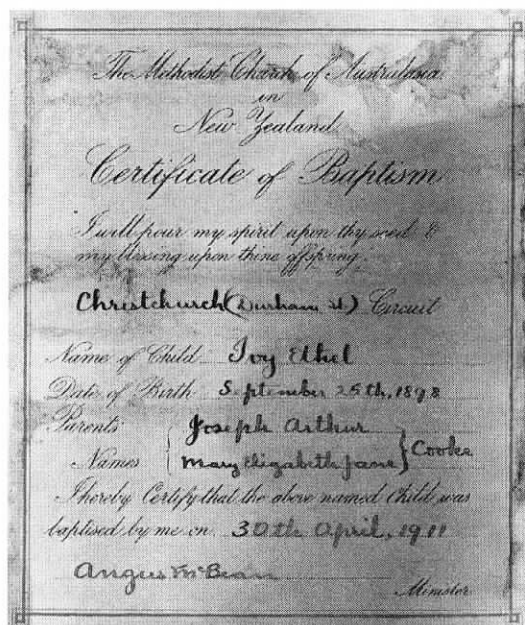 The Methodist Church of Australasia
in
New Zealand
Certificate of Baptism
I will pour my spirit upon thy seed &
my blessing upon thine offspring.
Christchurch (Durham St) Circuit
Name of Child Ivy Ethel
Date of Birth September 25th, 1898
Parents Joseph Arthur
Names Mary Elizabeth Jane Cooke
I hereby Certify that the above named Child was
baptised by me on 30th April, 1911
Angus McBean
Minister